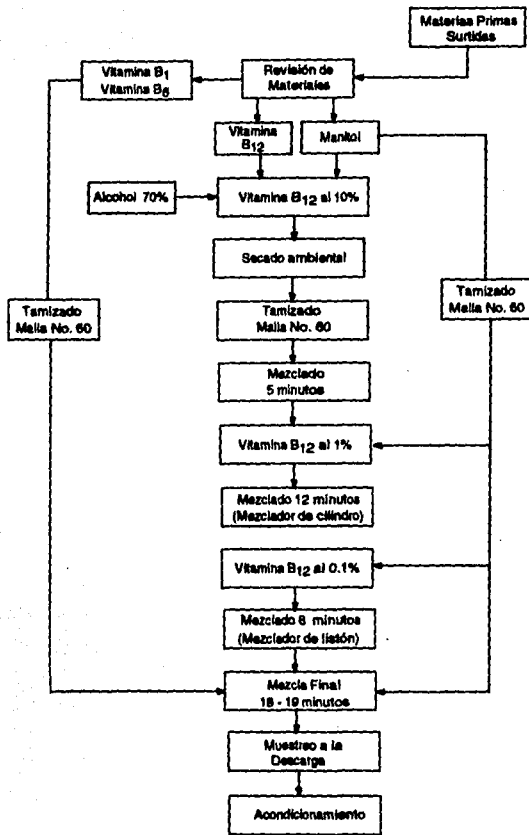 Materias Primas
Surtidas
Vitamina B1
Vitamina B6
Revisión de
Materiales
Vitamina
B12
Manitol
Alcohol 70%
Vitamina B12 al 10%
Secado ambiental
Tamizado
Malla No. 60
Tamizado
Malla No. 60
Tamizado
Malla No. 60
Mezclado
5 minutos
Vitamina B12 al 1%
Mezclado 12 minutos
(Mezclador de cilindro)
Vitamina B12 al 0.1%
Mezclado 8 minutos
(Mezclador de listón)
Mezcla Final
18 - 19 minutos
Muestreo a la
Descarga
Acondicionamiento